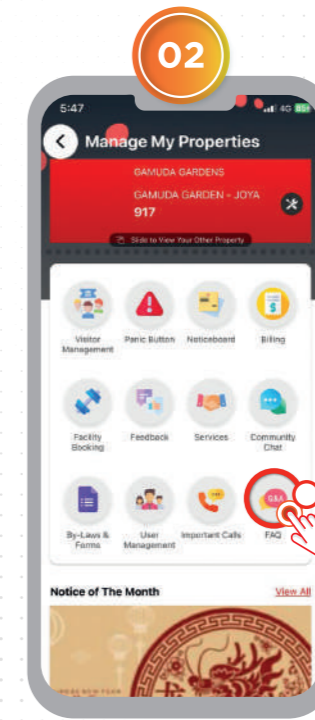 02
5:47
4G
Manage My Properties
GAMUDA GARDENS
GAMUDA GARDEN - JOYA
917
Slide to View Your Other Property
Visitor
Management
Panic Button
Noticeboard
Billing
Facility
Booking
Feedback
Services
Community
Chat
By-Laws &
Forms
User
Management
Important Calls
Q&A
FAQ
Notice of The Month
View All